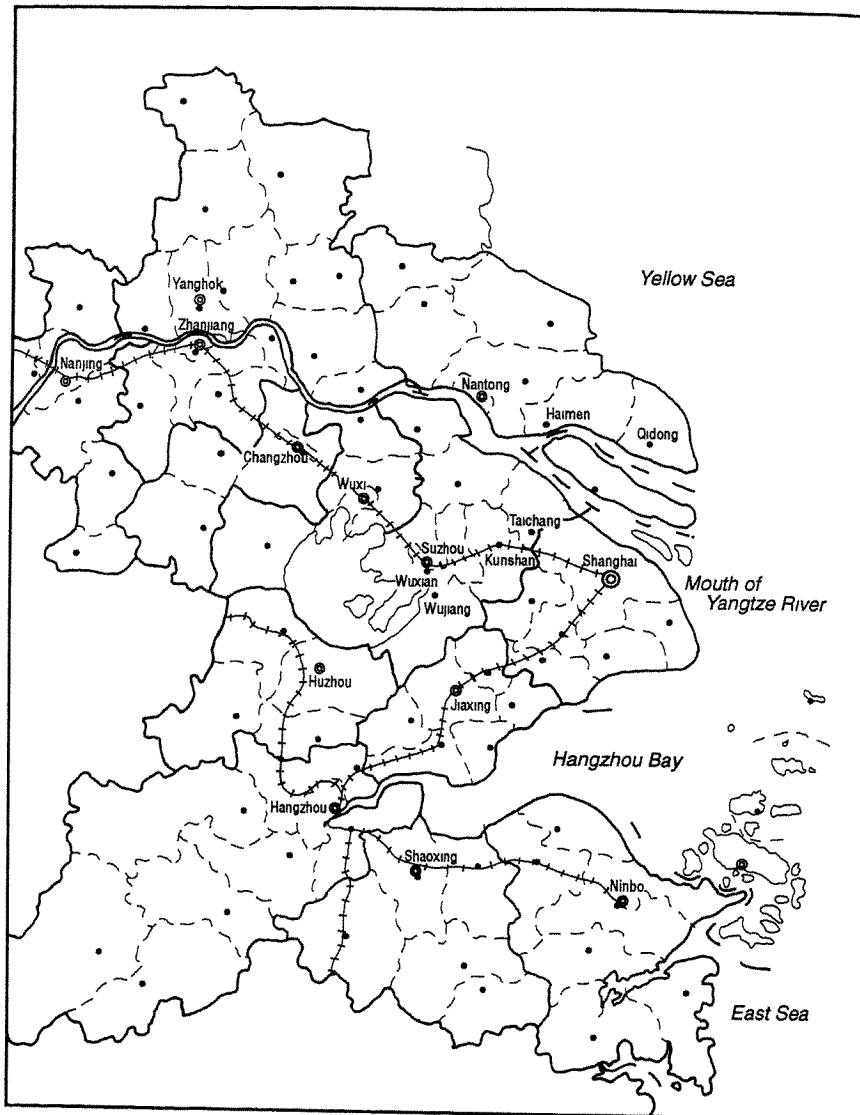 Yellow Sea
Yanghok
Zhanjiang
Nanjing
Nantong
Haimen
Qidong
Changzhou
Wuxi
Taichang
Suzhou
Kunshan
Shanghai
Wuxian
Wujiang
Mouth of
Yangtze River
Huzhou
Jiaxing
Hangzhou Bay
Hangzhou
Shaoxing
Ninbo
East Sea